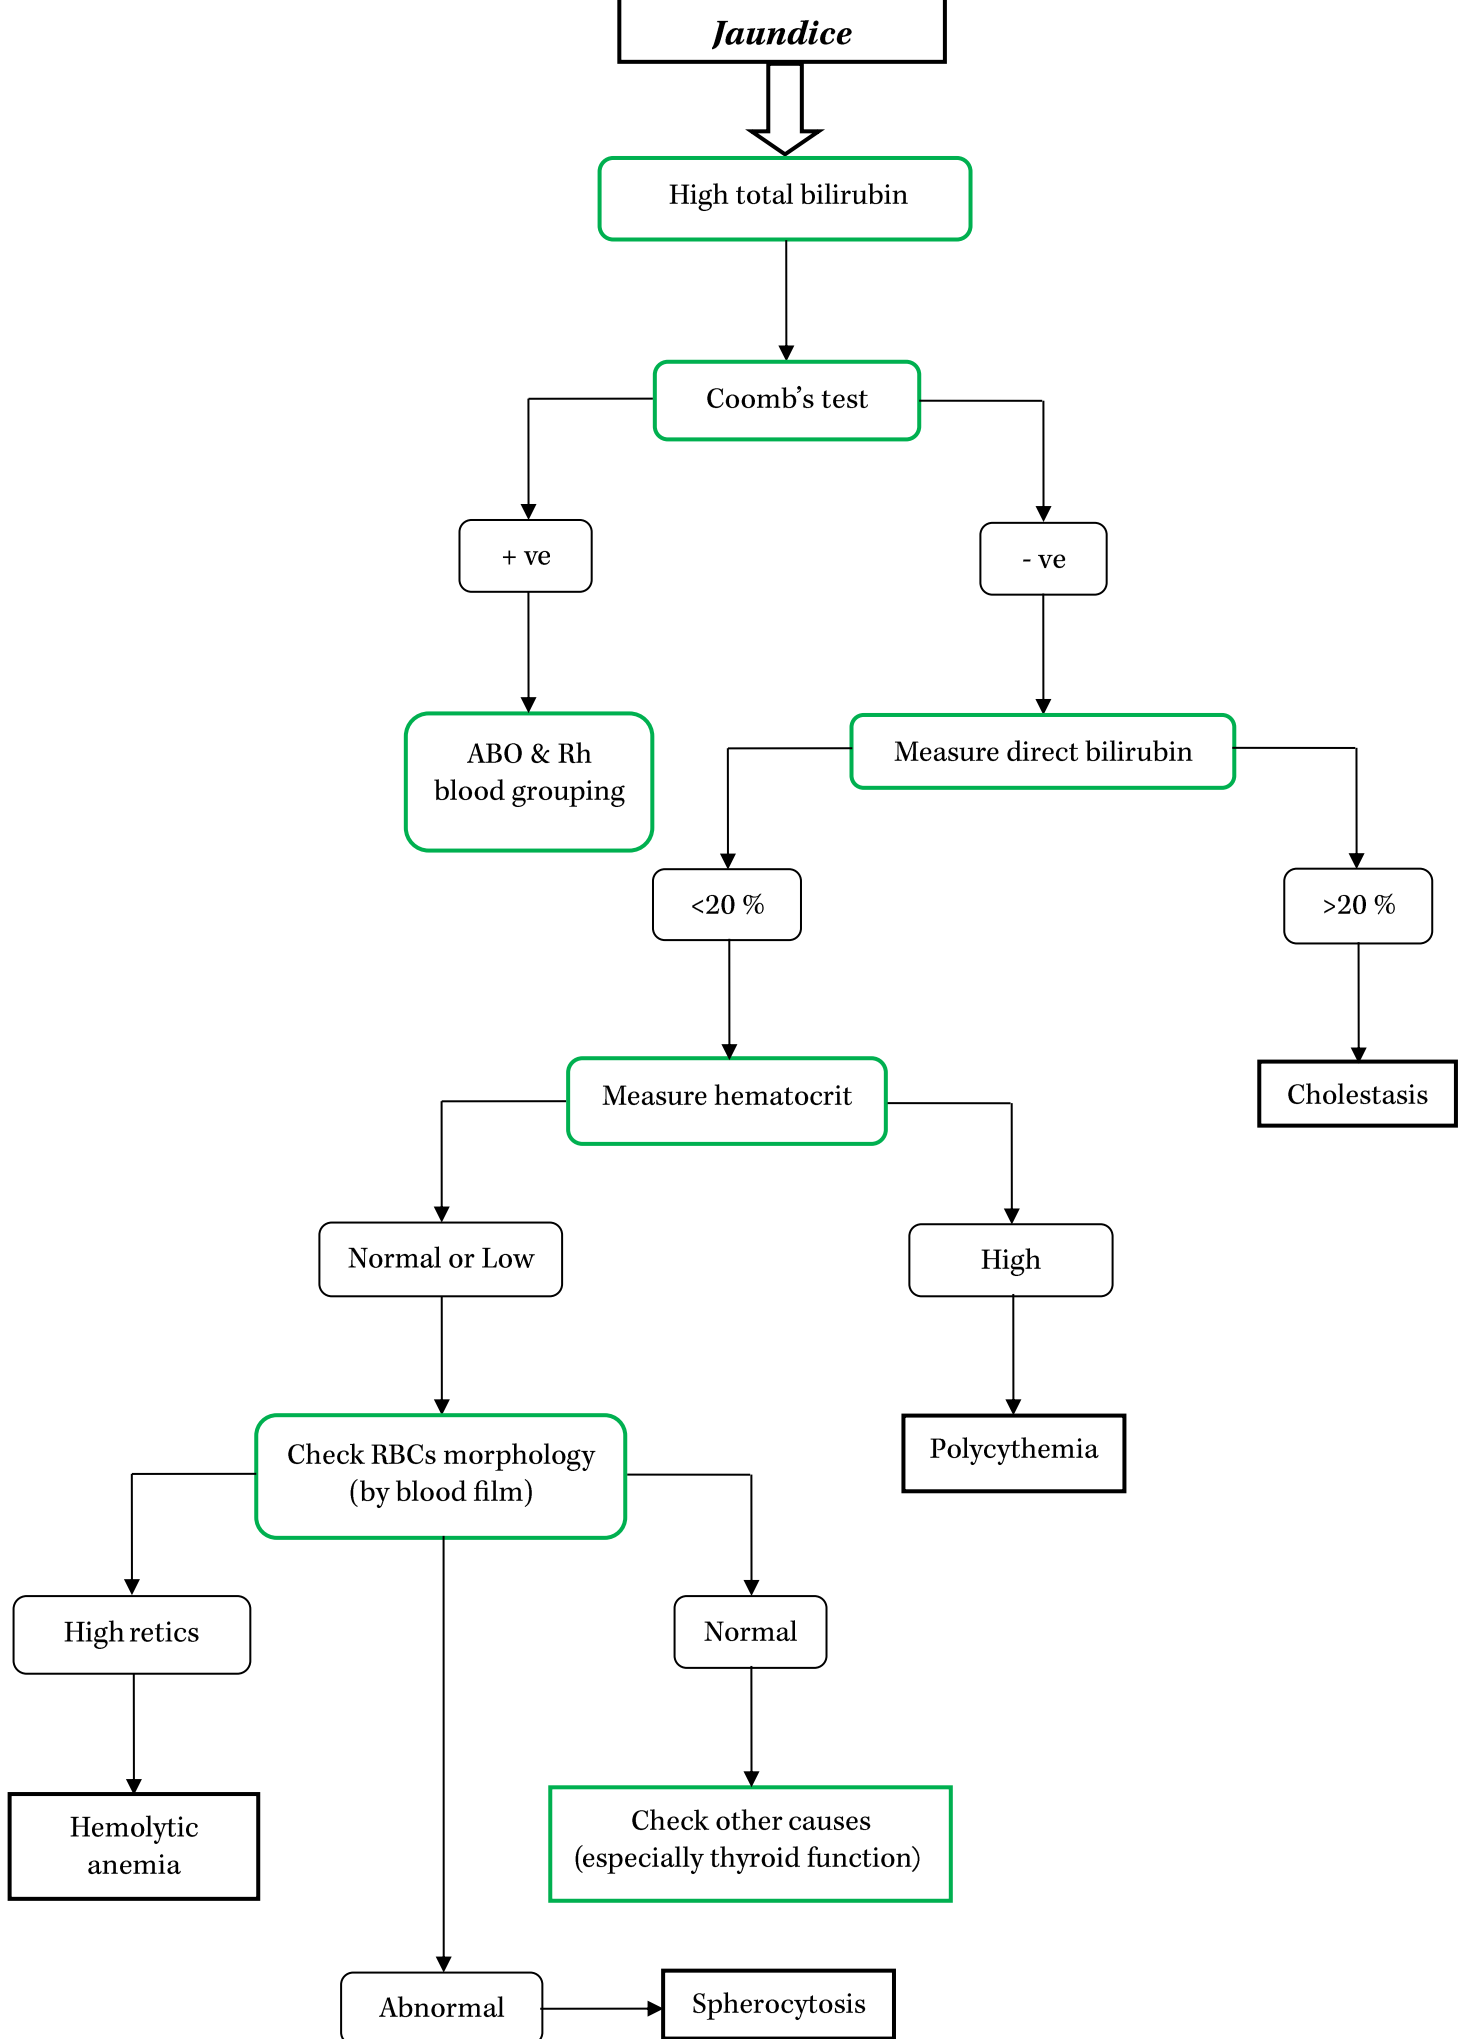 Jaundice
High total bilirubin
Coomb’s test
+ ve
- ve
ABO & Rh
blood grouping
Measure direct bilirubin
<20 %
>20 %
Measure hematocrit
Cholestasis
Normal or Low
High
Check RBCs morphology
(by blood film)
Polycythemia
High retics
Normal
Hemolytic
anemia
Check other causes
(especially thyroid function)
Abnormal
Spherocytosis